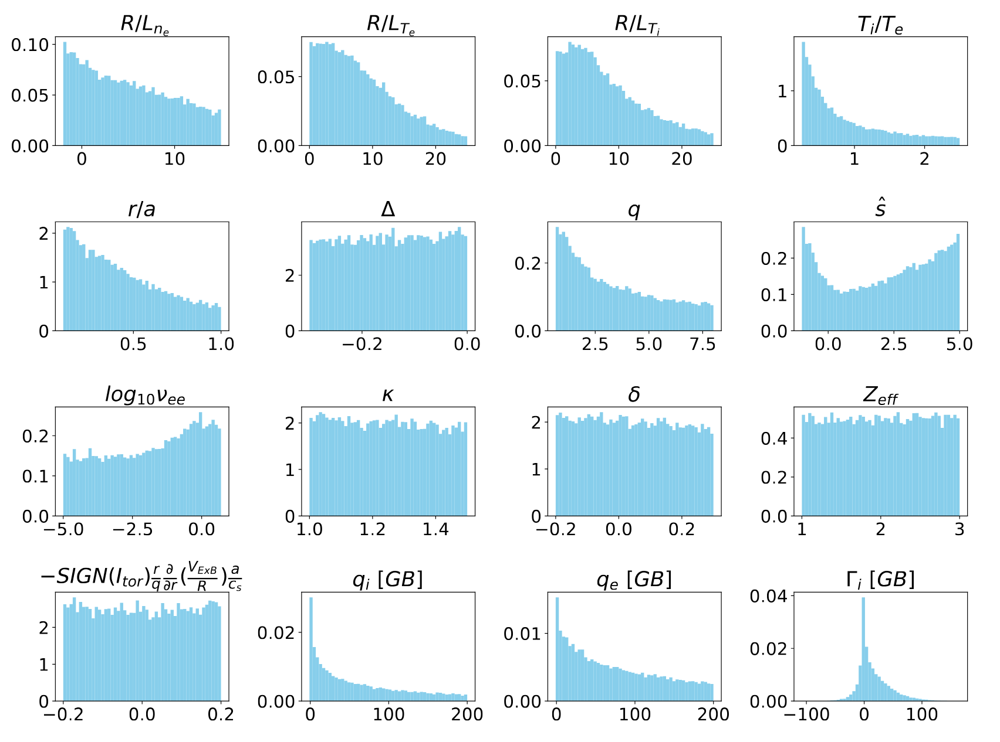 R/L_{n_e} R/L_{T_e} R/L_{T_i} T_i/T_e
0.10 0.05 0.00 0 10
0.05 0.00 0 10 20
0.05 0.00 0 10 20
1 0 1 2
r/a Δ q ŝ
2 1 0 0.5 1.0
2 0 −0.2 0.0
0.2 0.0 2.5 5.0 7.5
0.2 0.1 0.0 0.0 2.5 5.0
log_{10}ν_{ee} κ δ Z_{eff}
0.2 0.1 0.0 −5.0 −2.5 0.0
2 1 0 1.0 1.2 1.4
2 1 0 −0.2 0.0 0.2
0.4 0.2 0.0 1 2 3
−SIGN(I_{tor})\frac{r}{q}\frac{∂}{∂r}(\frac{V_{ExB}}{R})\frac{a}{c_s} q_i [GB] q_e [GB] Γ_i [GB]
2 1 0 −0.2 0.0 0.2
0.02 0.00 0 100 200
0.01 0.00 0 100 200
0.04 0.02 0.00 −100 0 100